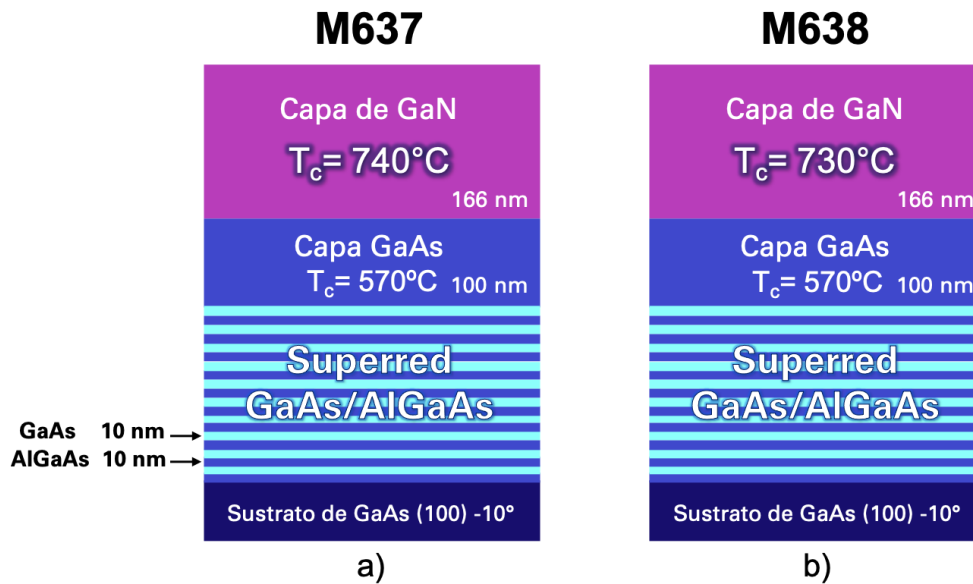 M637
Capa de GaN
Tc= 740°C
166 nm
Capa GaAs
Tc= 570ºC 100 nm
Superred
GaAs/AlGaAs
GaAs 10 nm
AlGaAs 10 nm
Sustrato de GaAs (100) -10°
a)
M638
Capa de GaN
Tc= 730°C
166 nm
Capa GaAs
Tc= 570ºC 100 nm
Superred
GaAs/AlGaAs
Sustrato de GaAs (100) -10°
b)